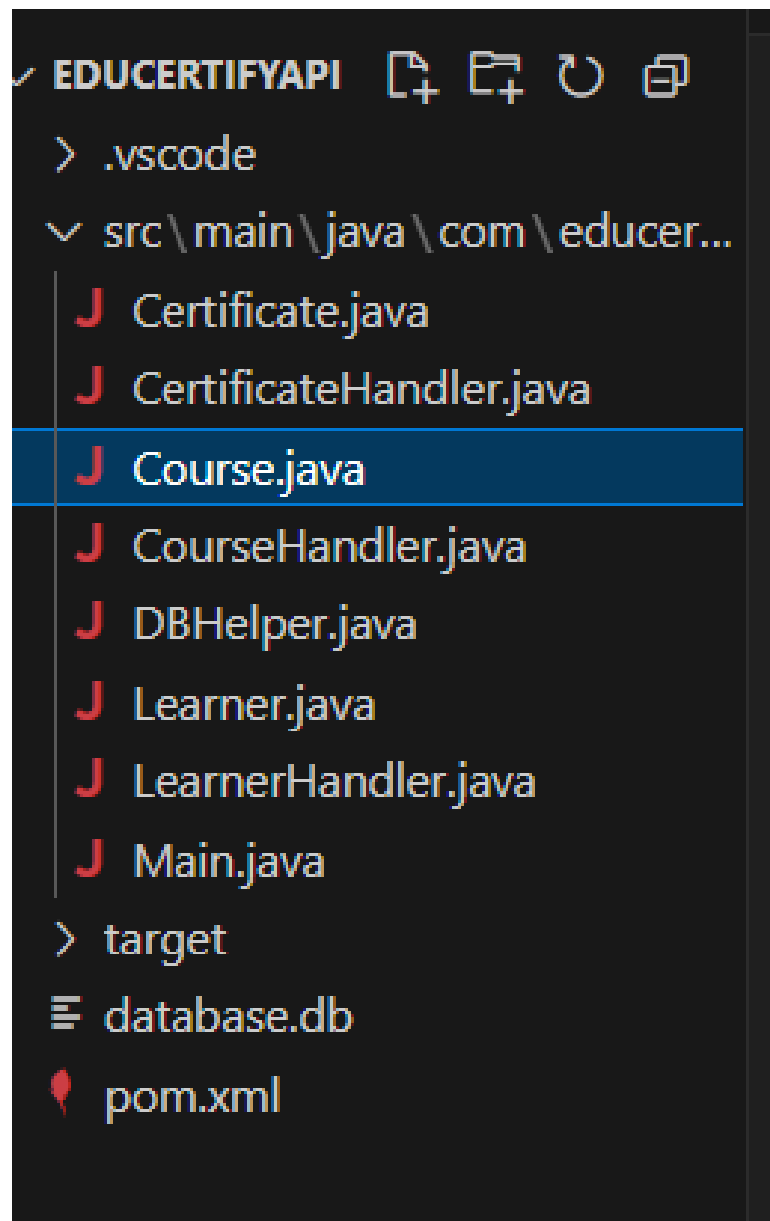 EDUCERTIFYAPI
.vscode
src\main\java\com\educer...
J Certificate.java
J CertificateHandler.java
J Course.java
J CourseHandler.java
J DBHelper.java
J Learner.java
J LearnerHandler.java
J Main.java
target
database.db
pom.xml